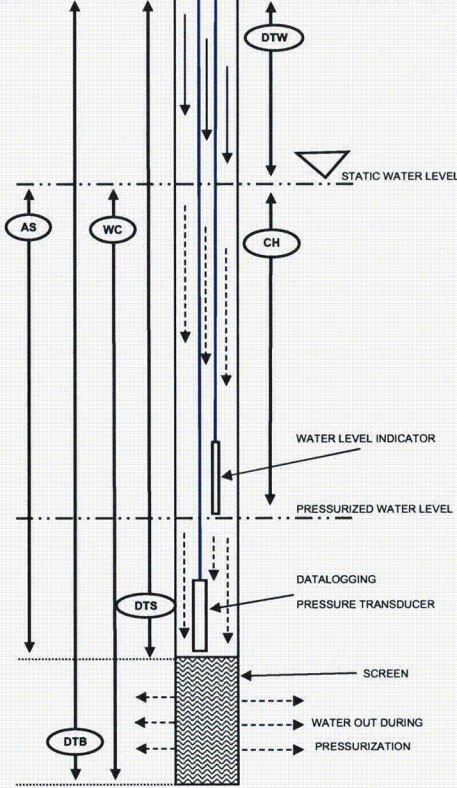 DTW
STATIC WATER LEVEL
AS
WC
CH
WATER LEVEL INDICATOR
PRESSURIZED WATER LEVEL
DATALOGGING
DTS
PRESSURE TRANSDUCER
SCREEN
WATER OUT DURING
DTB
PRESSURIZATION